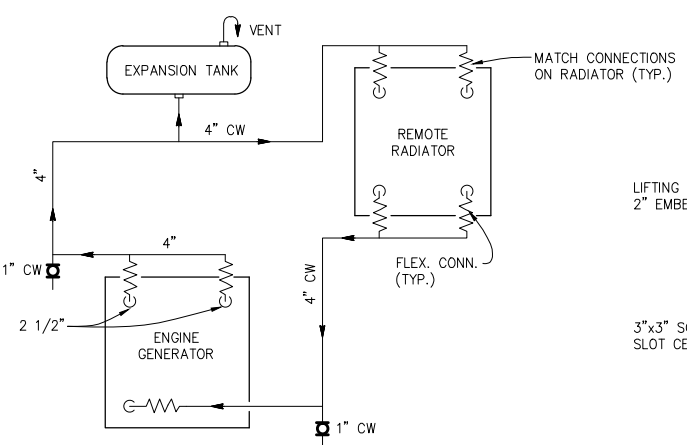 VENT
EXPANSION TANK
MATCH CONNECTIONS
ON RADIATOR (TYP.)
4" CW
REMOTE
RADIATOR
4"
LIFTING
2" EMBE
4"
1" CW
FLEX. CONN.
(TYP.)
4" CW
2 1/2"
ENGINE
GENERATOR
3"x3" S
SLOT CE
1" CW